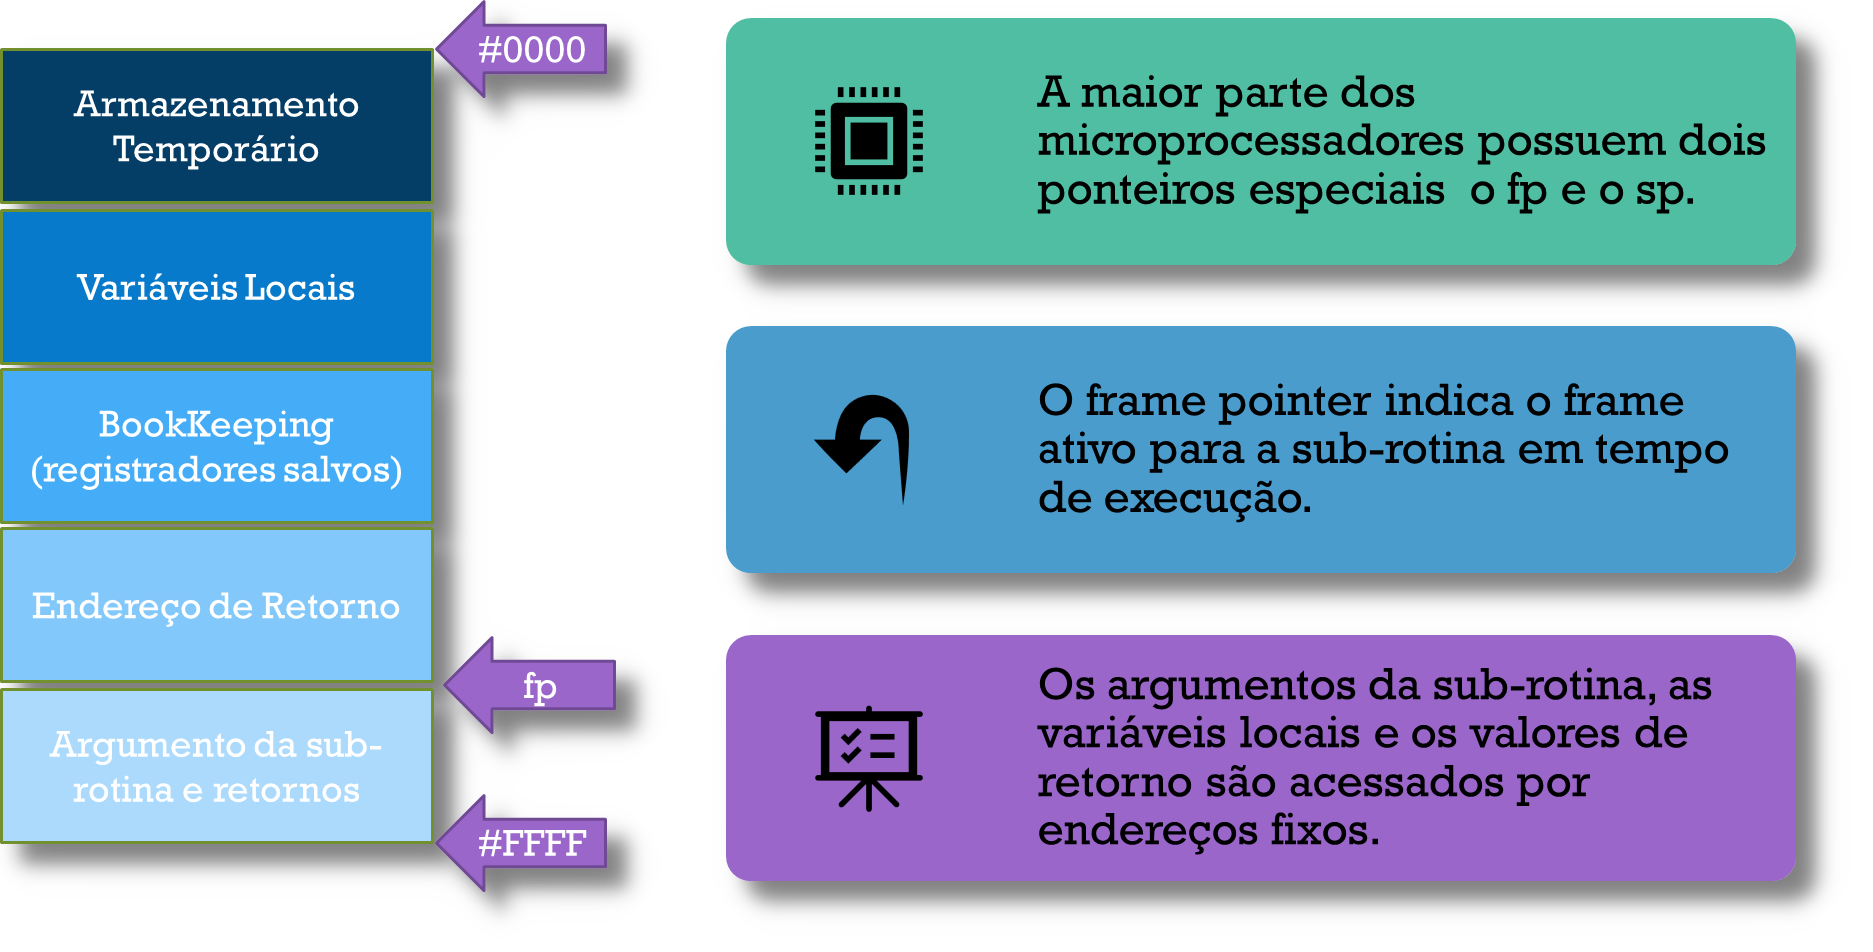 #0000
Armazenamento
Temporário
Variáveis Locais
BookKeeping
(registradores salvos)
Endereço de Retorno
fp
Argumento da sub-
rotina e retornos
#FFFF
A maior parte dos
microprocessadores possuem dois
ponteiros especiais  o fp e o sp.
O frame pointer indica o frame
ativo para a sub-rotina em tempo
de execução.
Os argumentos da sub-rotina, as
variáveis locais e os valores de
retorno são acessados por
endereços fixos.